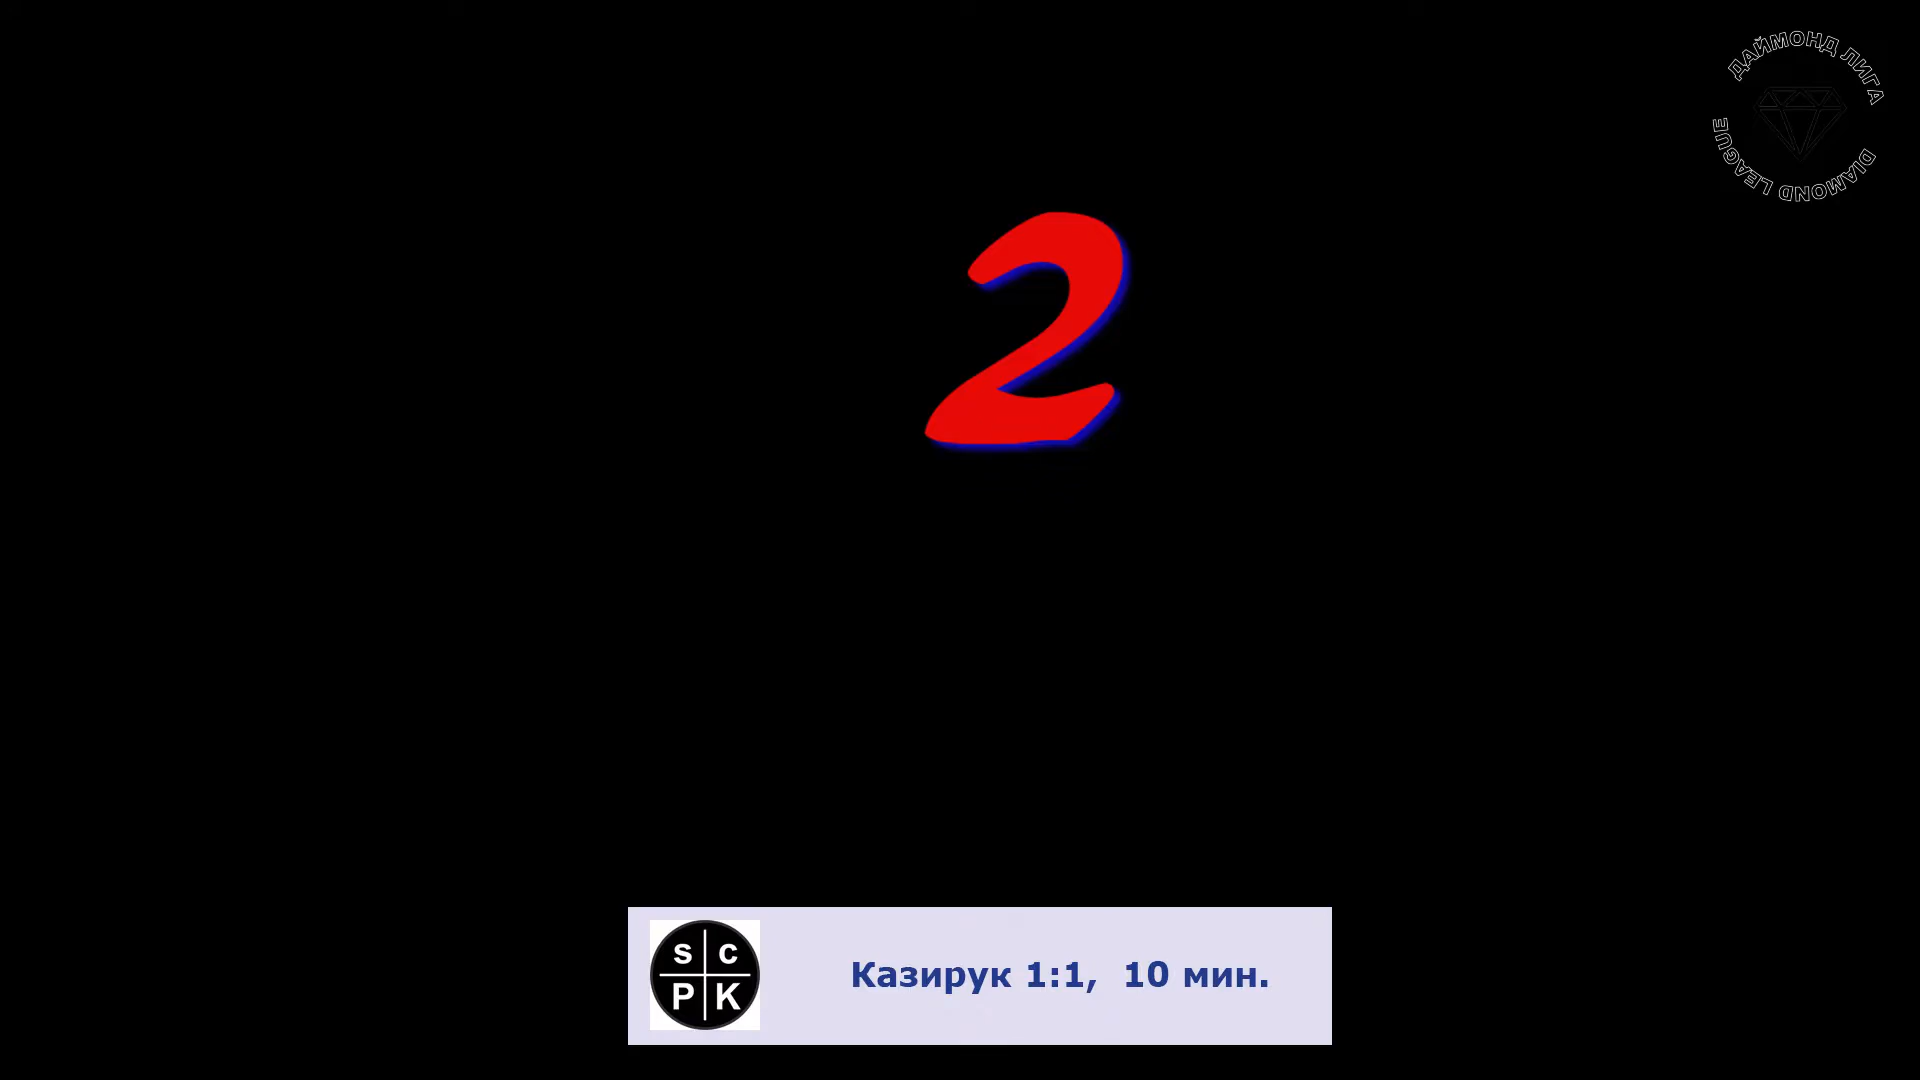 ДАЙМОНД ЛИГА
DIAMOND LEAGUE
2
S C
P K
Казирук 1:1, 10 мин.